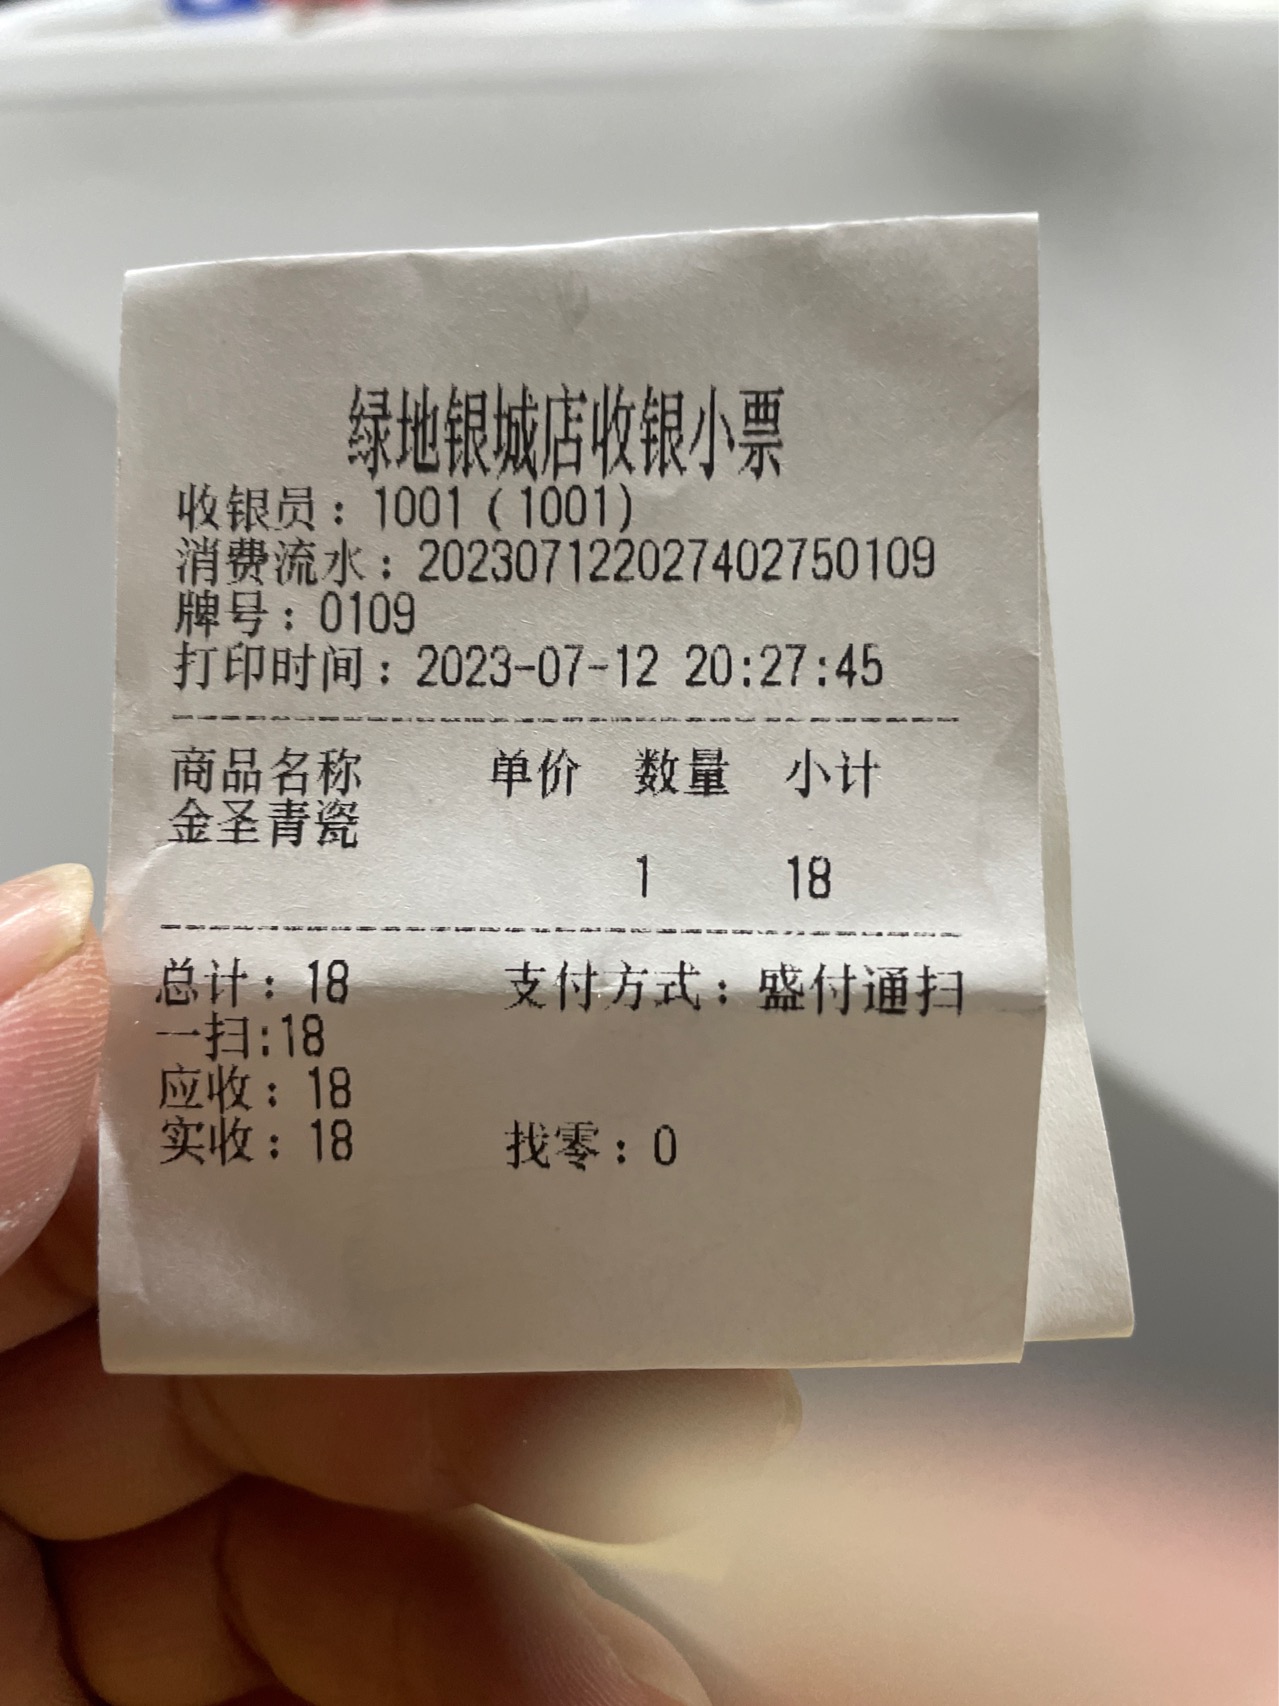 绿地银城店收银小票
收银员：1001（1001）
消费流水：202307122027402750109
牌号：0109
打印时间：2023-07-12 20:27:45
商品名称 单价 数量 小计
金圣青瓷
1 18
总计：18 支付方式：盛付通扫
一扫:18
应收：18
实收：18 找零：0